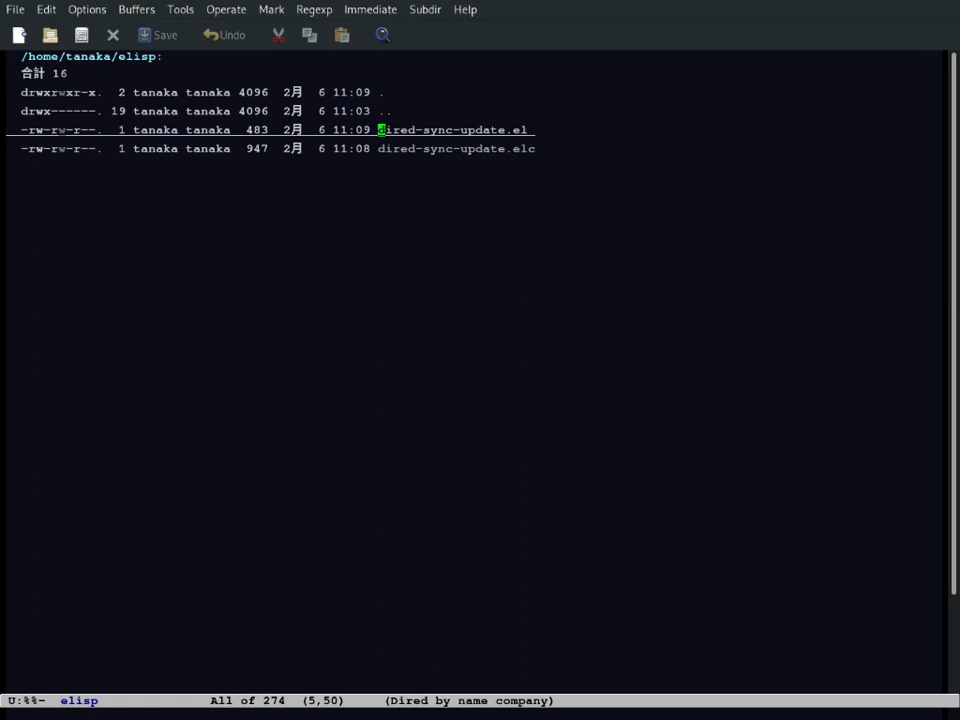 File Edit Options Buffers Tools Operate Mark Regexp Immediate Subdir Help
Save Undo
/home/tanaka/elisp:
合計 16
drwxrwxr-x. 2 tanaka tanaka 4096 2月 6 11:09 .
drwx------. 19 tanaka tanaka 4096 2月 6 11:03 ..
-rw-rw-r--. 1 tanaka tanaka 483 2月 6 11:09 dired-sync-update.el
-rw-rw-r--. 1 tanaka tanaka 947 2月 6 11:08 dired-sync-update.elc
U:%%- elisp All of 274 (5,50) (Dired by name company)